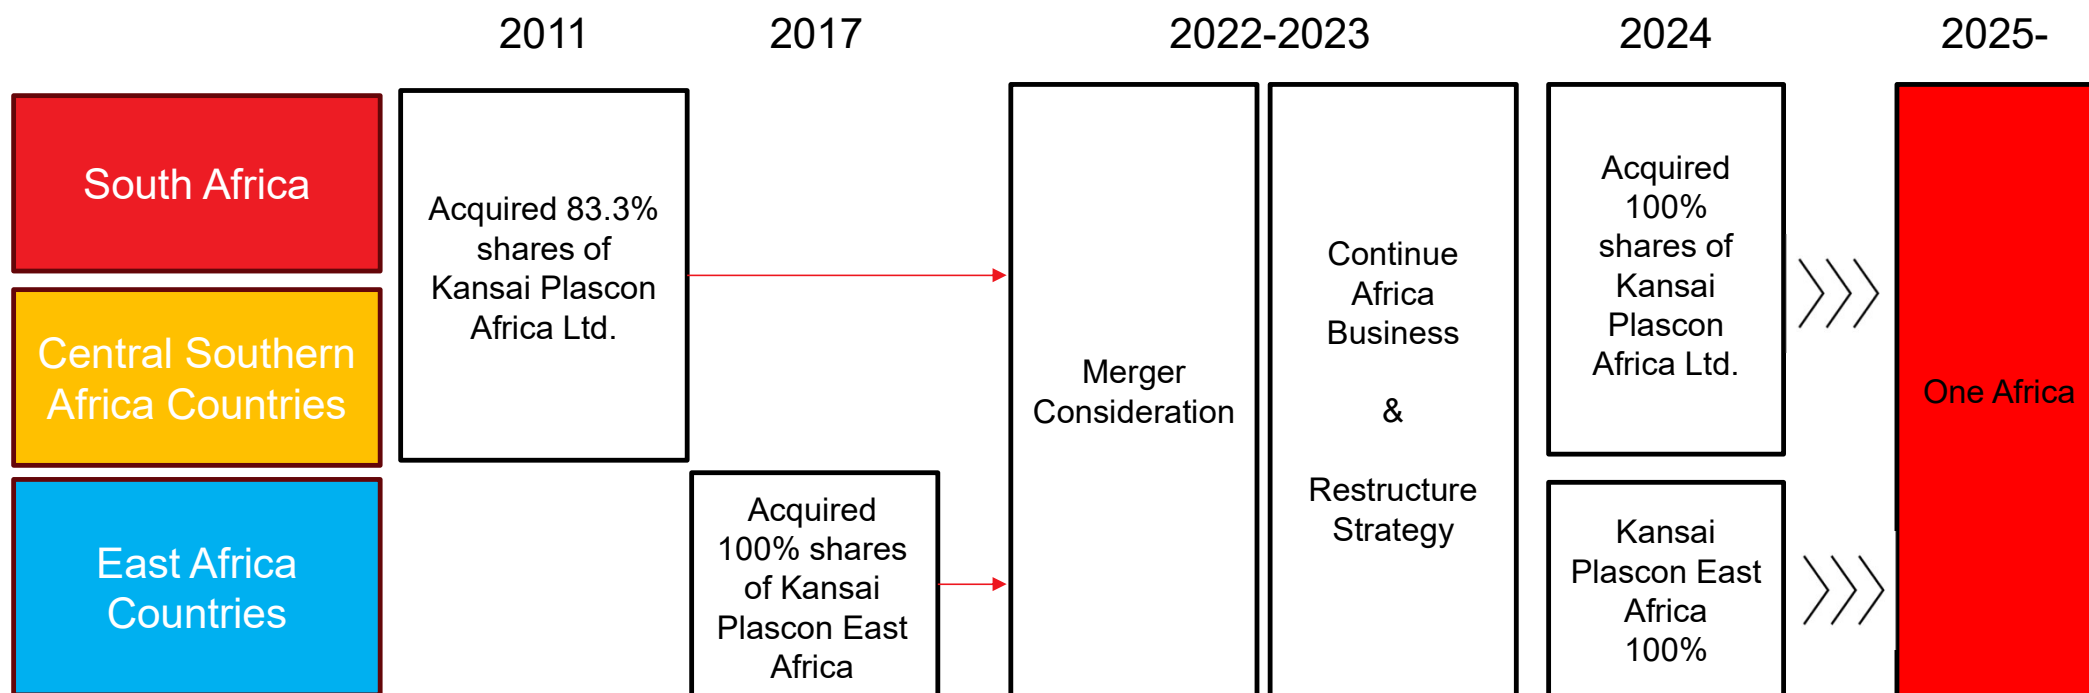 2011
2017
2022-2023
2024
2025-
South Africa
Central Southern
Africa Countries
East Africa
Countries
Acquired 83.3%
shares of
Kansai Plascon
Africa Ltd.
Acquired
100% shares
of Kansai
Plascon East
Africa
Merger
Consideration
Continue
Africa
Business
&
Restructure
Strategy
Acquired
100%
shares of
Kansai
Plascon
Africa Ltd.
Kansai
Plascon East
Africa
100%
One Africa